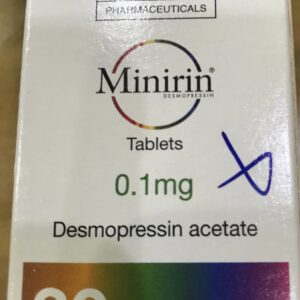 PHARMACEUTICALS
Minirin®
DESMOPRESSIN
Tablets
0.1mg
Desmopressin acetate